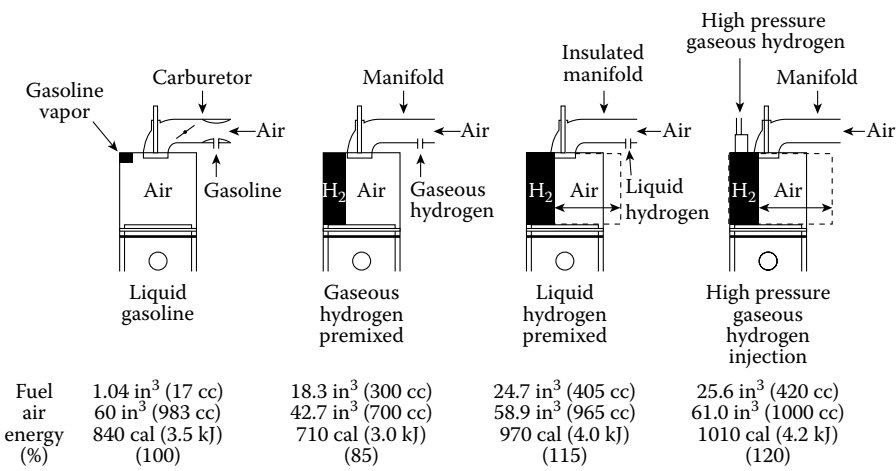 Gasoline
vapor
Carburetor
Air
Gasoline
Air
Liquid
gasoline
Manifold
Air
H2
Air
Gaseous
hydrogen
Gaseous
hydrogen
premixed
Insulated
manifold
Air
H2
Air
Liquid
hydrogen
Liquid
hydrogen
premixed
High pressure
gaseous hydrogen
Manifold
Air
H2
Air
High pressure
gaseous
hydrogen
injection
Fuel 1.04 in³ (17 cc) 18.3 in³ (300 cc) 24.7 in³ (405 cc) 25.6 in³ (420 cc)
air 60 in³ (983 cc) 42.7 in³ (700 cc) 58.9 in³ (965 cc) 61.0 in³ (1000 cc)
energy 840 cal (3.5 kJ) 710 cal (3.0 kJ) 970 cal (4.0 kJ) 1010 cal (4.2 kJ)
(%) (100) (85) (115) (120)